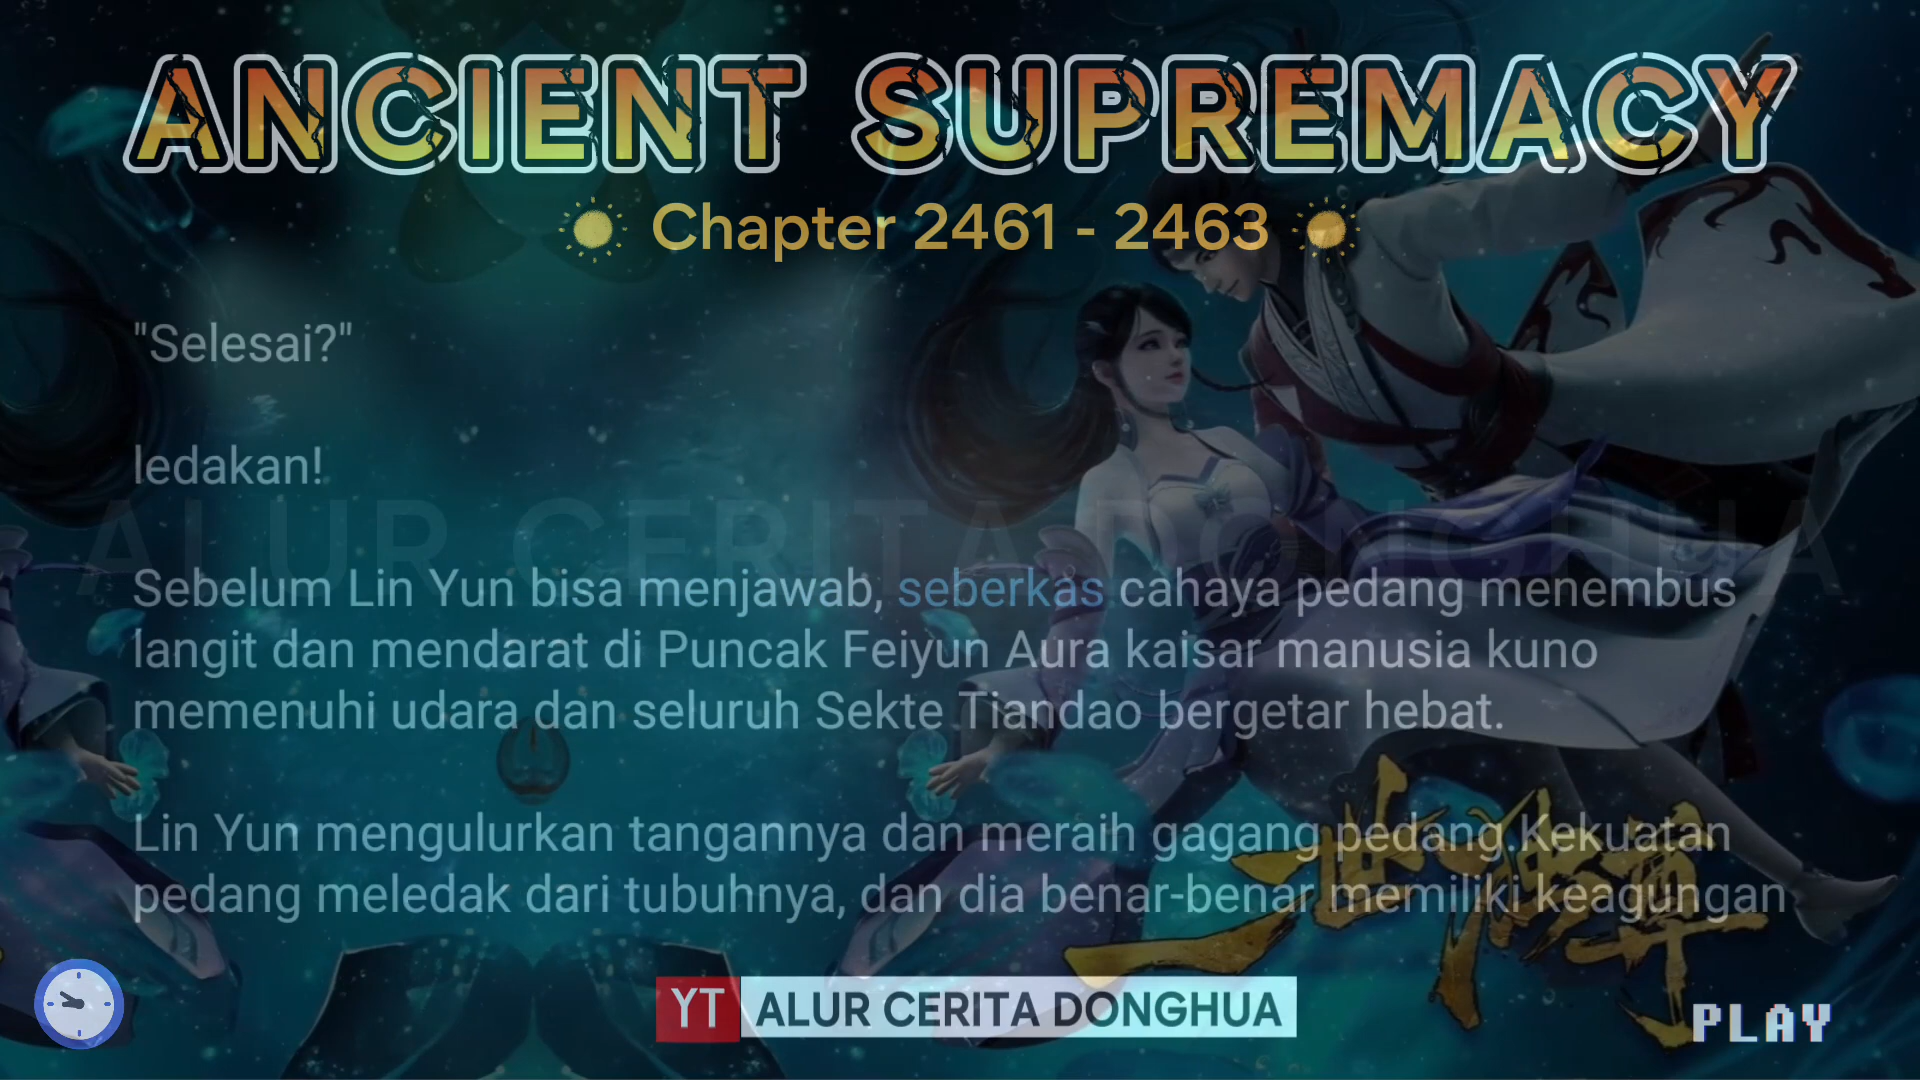 ANCIENT SUPREMACY
Chapter 2461 - 2463
"Selesai?"
ledakan!
ALUR CERITA DONGHUA
Sebelum Lin Yun bisa menjawab, seberkas cahaya pedang menembus
langit dan mendarat di Puncak Feiyun Aura kaisar manusia kuno
memenuhi udara dan seluruh Sekte Tiandao bergetar hebat.
Lin Yun mengulurkan tangannya dan meraih gagang pedang.Kekuatan
pedang meledak dari tubuhnya, dan dia benar-benar memiliki keagungan
YT ALUR CERITA DONGHUA
PLAY